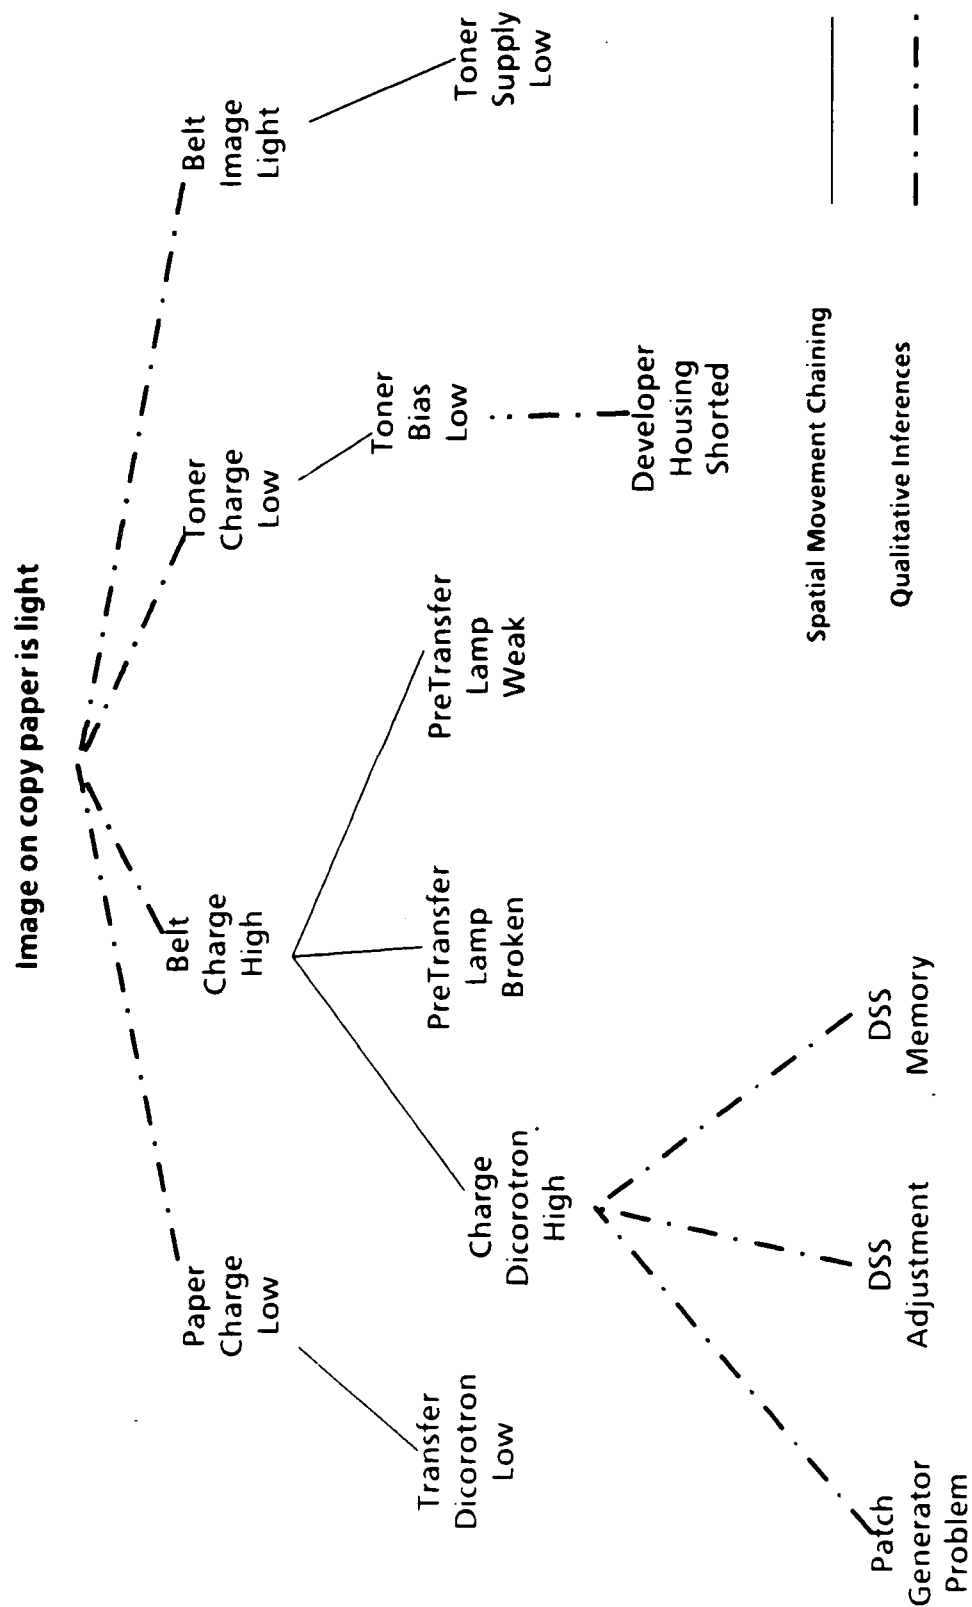 Image on copy paper is light
Paper
Charge
Low
Belt
Charge
High
Toner
Charge
Low
Belt
Image
Light
Transfer
Dicorotron
Low
Charge
Dicorotron
High
PreTransfer
Lamp
Broken
PreTransfer
Lamp
Weak
Toner
Bias
Low
Toner
Supply
Low
Patch
Generator
Problem
DSS
Adjustment
DSS
Memory
Developer
Housing
Shorted
Spatial Movement Chaining
Qualitative Inferences